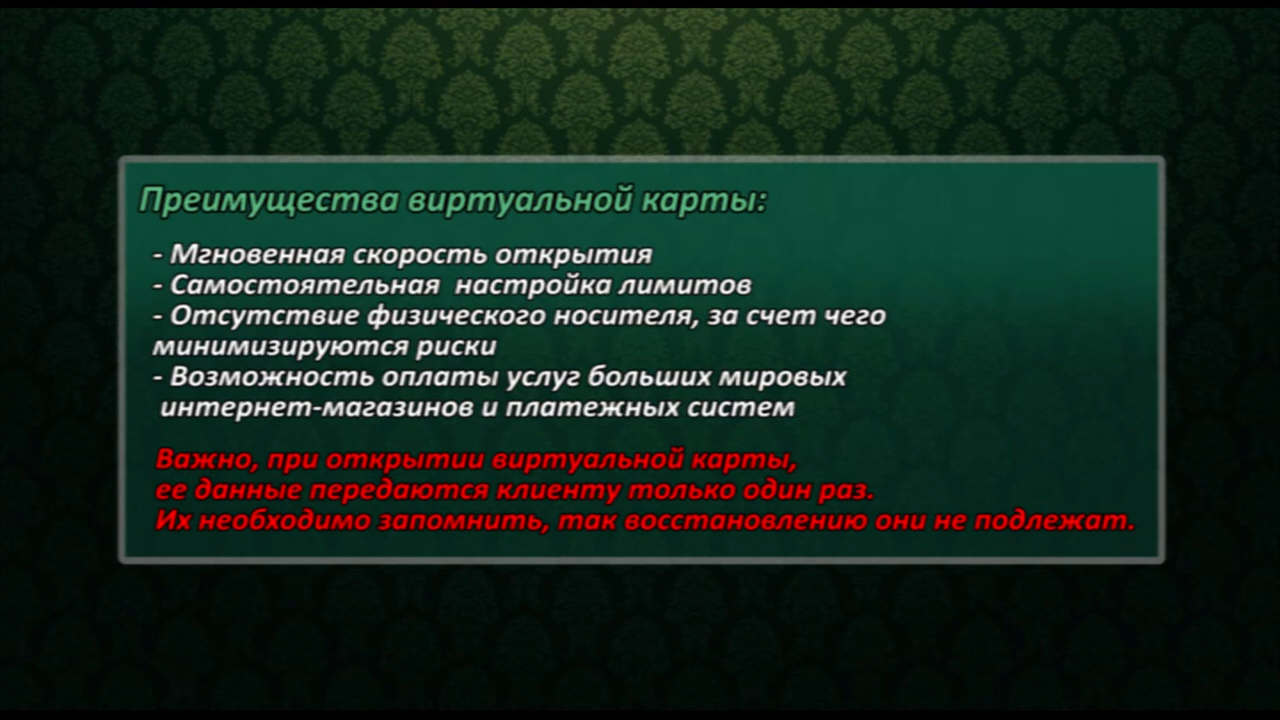 Преимущества виртуальной карты:
- Мгновенная скорость открытия
- Самостоятельная настройка лимитов
- Отсутствие физического носителя, за счет чего
минимизируются риски
- Возможность оплаты услуг больших мировых
интернет-магазинов и платежных систем
Важно, при открытии виртуальной карты,
ее данные передаются клиенту только один раз.
Их необходимо запомнить, так восстановлению они не подлежат.